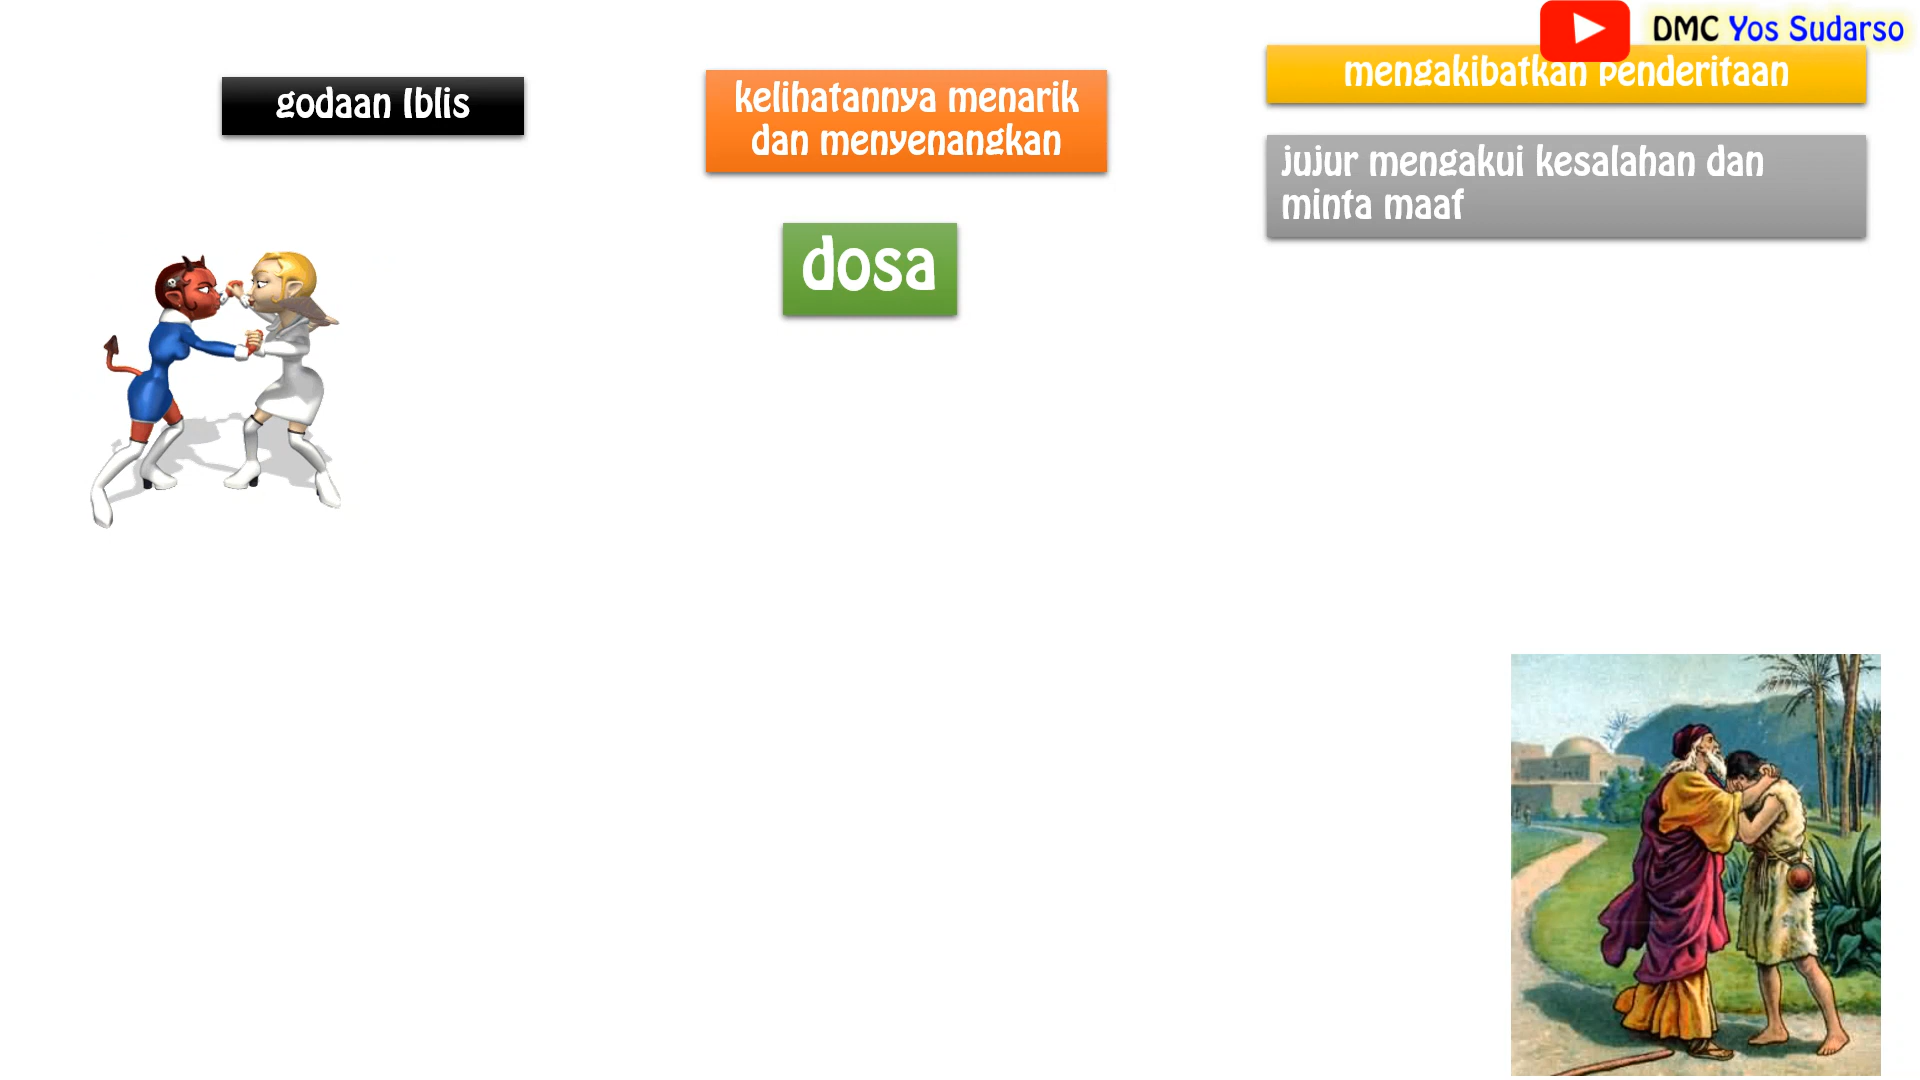 godaan Iblis
kelihatannya menarik
dan menyenangkan
dosa
DMC Yos Sudarso
mengakibatkan penderitaan
jujur mengakui kesalahan dan
minta maaf